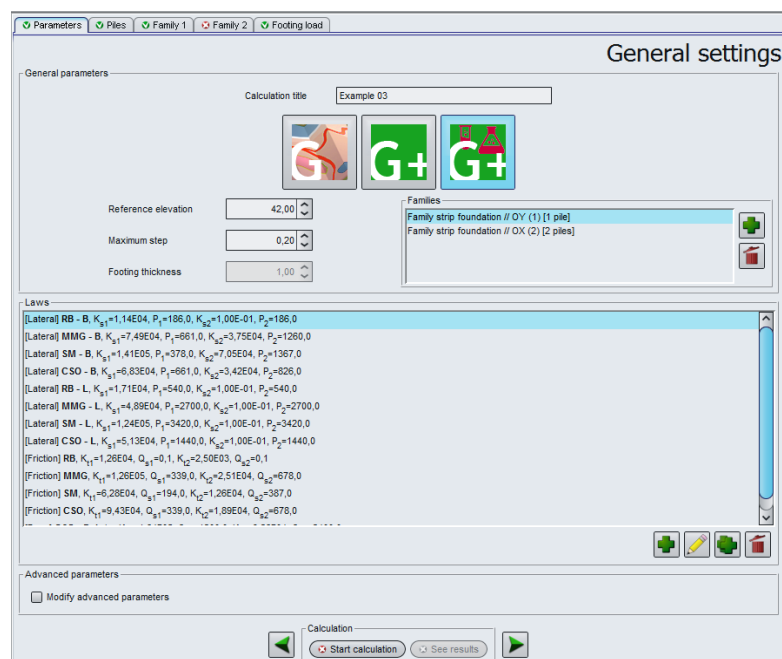 Parameters Piles Family 1 Family 2 Footing load
General settings
General parameters
Calculation title Example 03
G G+ G+
Reference elevation 42,00
Families
Family strip foundation // OY (1) [1 pile]
Family strip foundation // OX (2) [2 piles]
Maximum step 0,20
Footing thickness 1,00
Laws
[Lateral] RB - B, Ks1=1,14E04, P1=186,0, Ks2=1,00E-01, P2=186,0
[Lateral] MMG - B, Ks1=7,49E04, P1=661,0, Ks2=3,75E04, P2=1260,0
[Lateral] SM - B, Ks1=1,41E05, P1=378,0, Ks2=7,05E04, P2=1367,0
[Lateral] CSO - B, Ks1=6,83E04, P1=661,0, Ks2=3,42E04, P2=826,0
[Lateral] RB - L, Ks1=1,71E04, P1=540,0, Ks2=1,00E-01, P2=540,0
[Lateral] MMG - L, Ks1=4,89E04, P1=2700,0, Ks2=1,00E-01, P2=2700,0
[Lateral] SM - L, Ks1=1,24E05, P1=3420,0, Ks2=1,00E-01, P2=3420,0
[Lateral] CSO - L, Ks1=5,13E04, P1=1440,0, Ks2=1,00E-01, P2=1440,0
[Friction] RB, Kt1=1,26E04, Qs1=0,1, Kt2=2,50E03, Qs2=0,1
[Friction] MMG, Kt1=1,26E05, Qs1=339,0, Kt2=2,51E04, Qs2=678,0
[Friction] SM, Kt1=6,28E04, Qs1=194,0, Kt2=1,26E04, Qs2=387,0
[Friction] CSO, Kt1=9,43E04, Qs1=339,0, Kt2=1,89E04, Qs2=678,0
Advanced parameters
Modify advanced parameters
Calculation
Start calculation See results